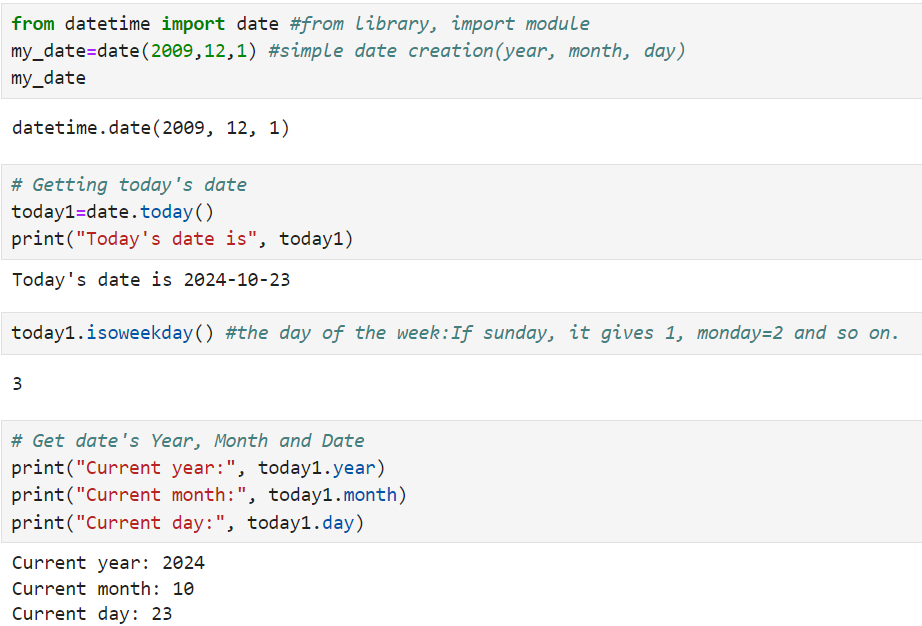 from datetime import date #from library, import module
my_date=date(2009,12,1) #simple date creation(year, month, day)
my_date
datetime.date(2009, 12, 1)
# Getting today's date
today1=date.today()
print("Today's date is", today1)
Today's date is 2024-10-23
today1.isoweekday() #the day of the week:If sunday, it gives 1, monday=2 and so on.
3
# Get date's Year, Month and Date
print("Current year:", today1.year)
print("Current month:", today1.month)
print("Current day:", today1.day)
Current year: 2024
Current month: 10
Current day: 23